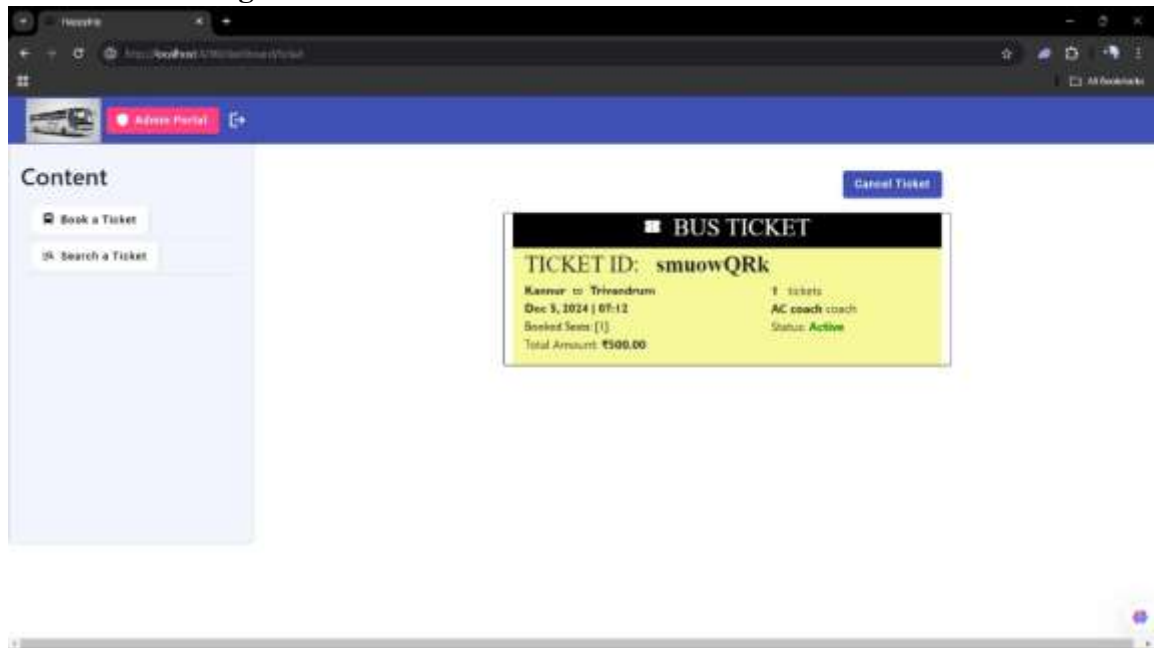 All Bookmarks
Admin Portal
Content
Book a Ticket
Search a Ticket
Cancel Ticket
BUS TICKET
TICKET ID: smuowQRk
Kannur to Trivandrum
1 tickets
Dec 5, 2024 | 07:12
AC coach coach
Booked Seats: [1]
Status: Active
Total Amount: ₹500.00